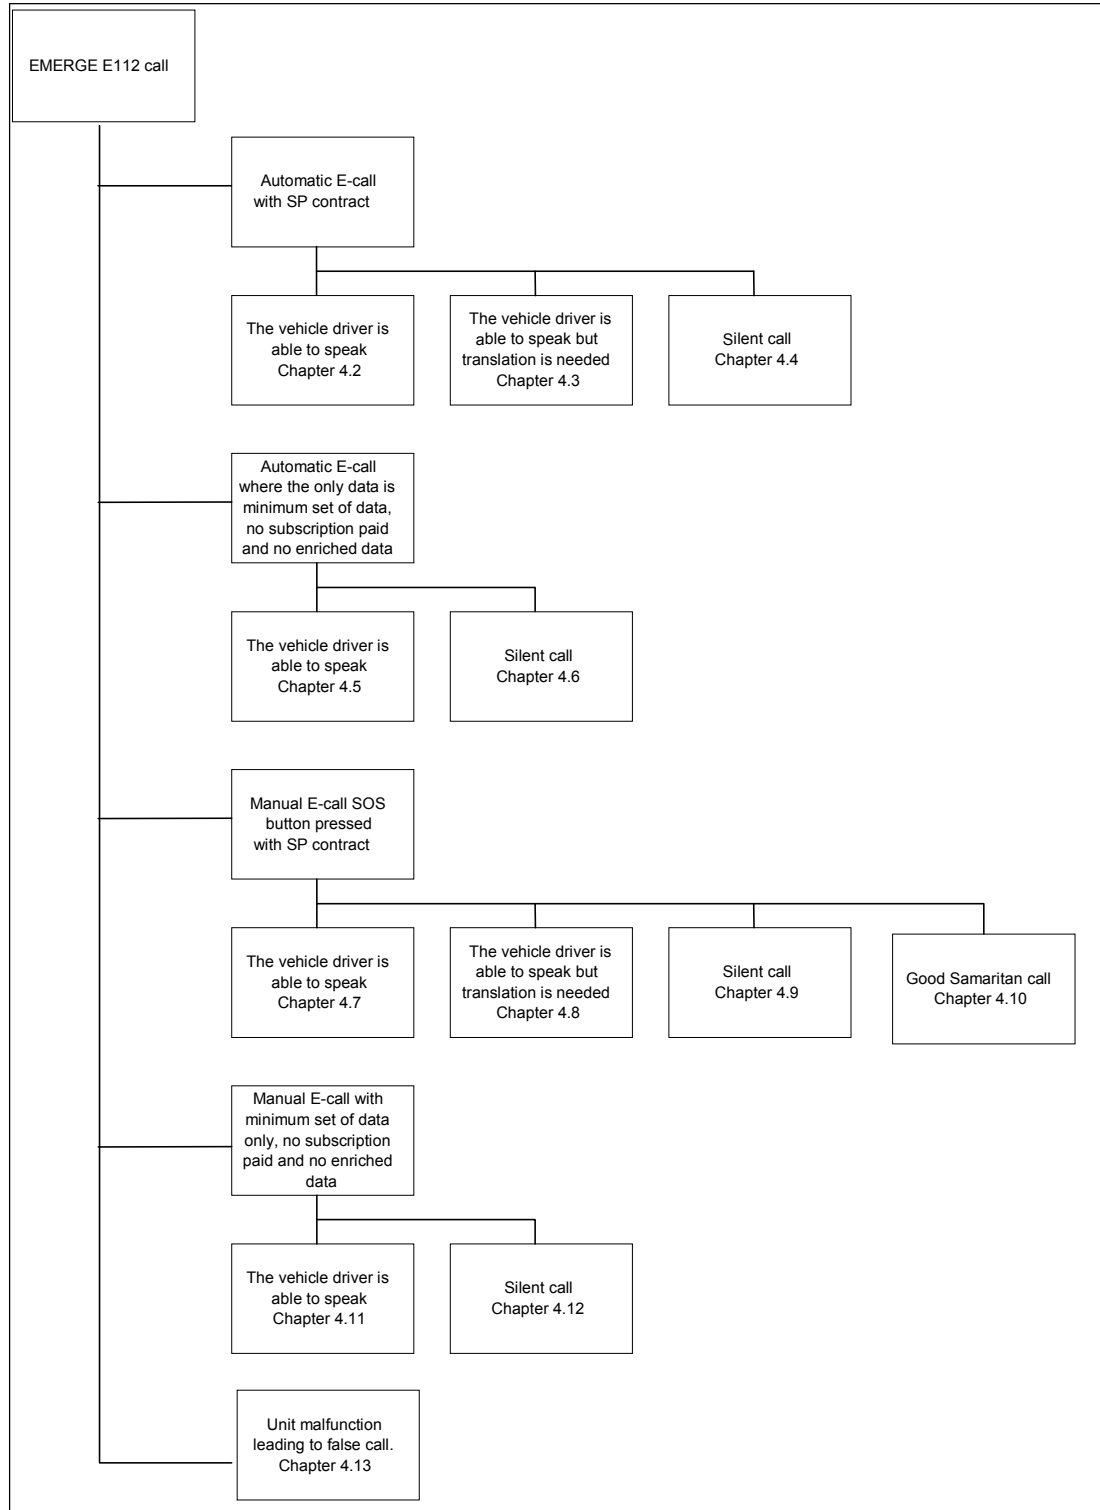 EMERGE E112 call
Automatic E-call
with SP contract
The vehicle driver is
able to speak
Chapter 4.2
The vehicle driver is
able to speak but
translation is needed
Chapter 4.3
Silent call
Chapter 4.4
Automatic E-call
where the only data is
minimum set of data,
no subscription paid
and no enriched data
The vehicle driver is
able to speak
Chapter 4.5
Silent call
Chapter 4.6
Manual E-call SOS
button pressed
with SP contract
The vehicle driver is
able to speak
Chapter 4.7
The vehicle driver is
able to speak but
translation is needed
Chapter 4.8
Silent call
Chapter 4.9
Good Samaritan call
Chapter 4.10
Manual E-call with
minimum set of data
only, no subscription
paid and no enriched
data
The vehicle driver is
able to speak
Chapter 4.11
Silent call
Chapter 4.12
Unit malfunction
leading to false call.
Chapter 4.13